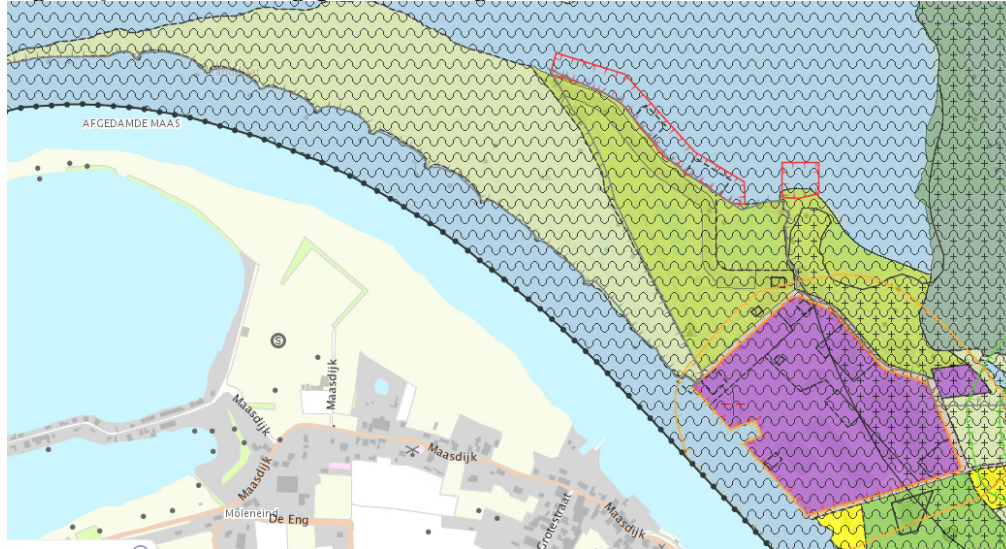 AFGEDAMDE MAAS
S
Maasdijk
Maasdijk
Maasdijk
Maasdijk
Maasdijk
Moleneind
De Eng
Grotestraat